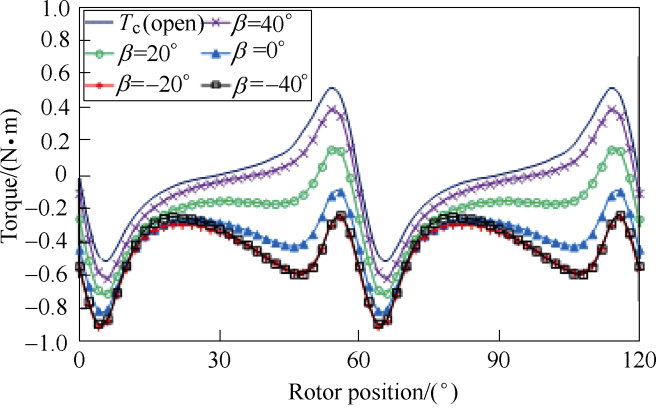 1.0
0.8
0.6
0.4
0.2
0
−0.2
−0.4
−0.6
−0.8
−1.0
Torque/(N•m)
Tc(open)
β=40°
β=20°
β=0°
β=−20°
β=−40°
0
30
60
90
120
Rotor position/(°)